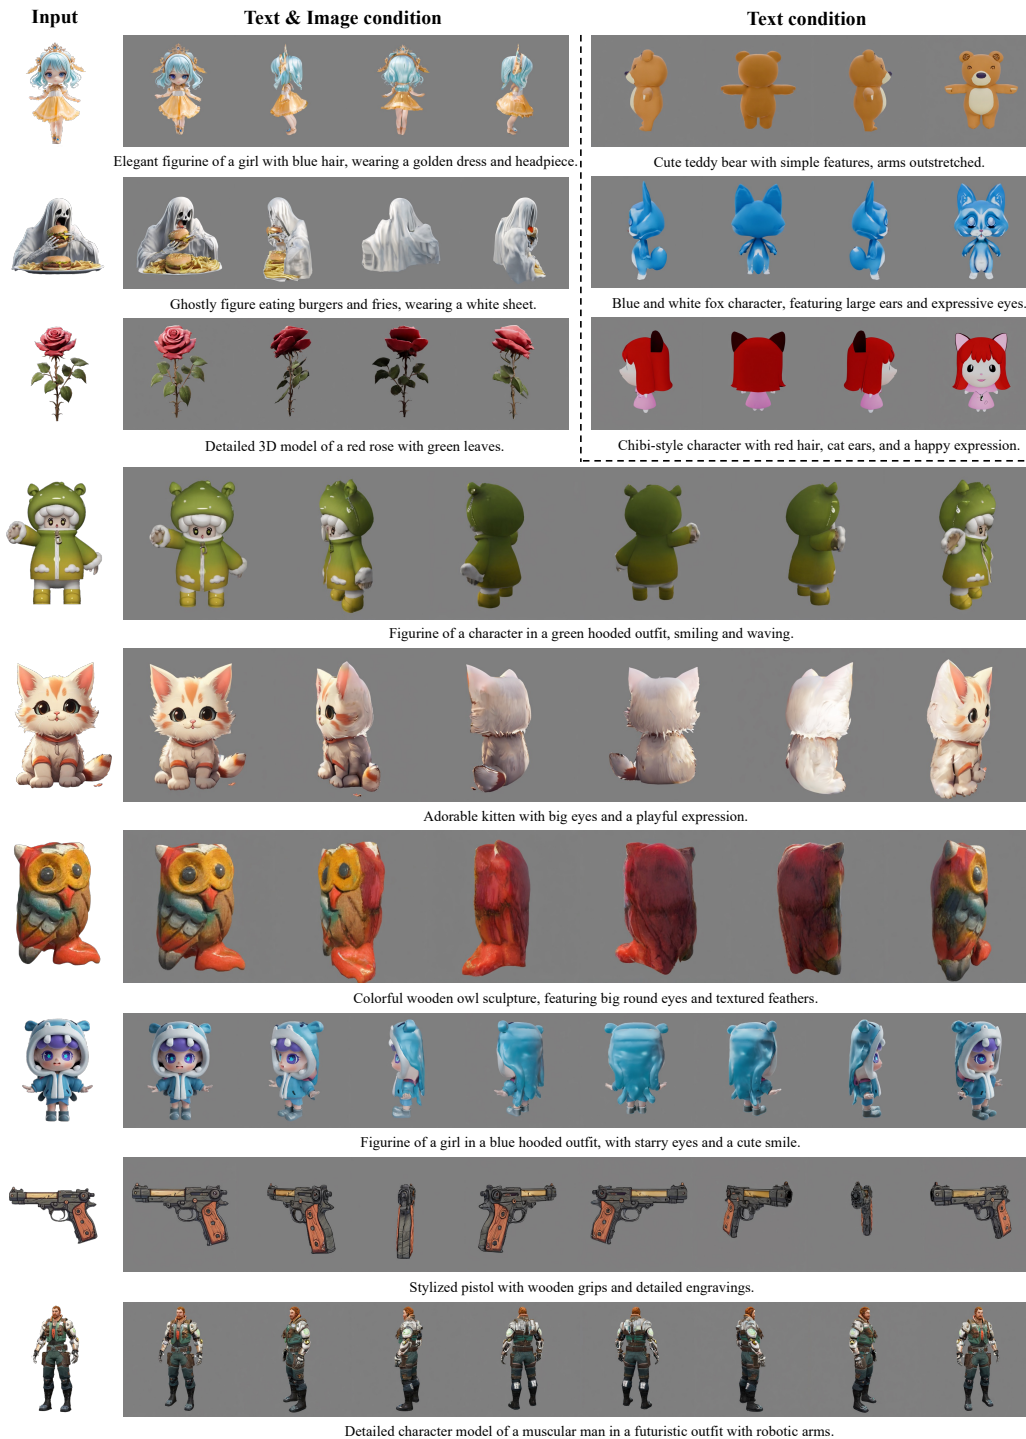 Input
Text & Image condition
Text condition
Elegant figurine of a girl with blue hair, wearing a golden dress and headpiece.
Cute teddy bear with simple features, arms outstretched.
Ghostly figure eating burgers and fries, wearing a white sheet.
Blue and white fox character, featuring large ears and expressive eyes.
Detailed 3D model of a red rose with green leaves.
Chibi-style character with red hair, cat ears, and a happy expression.
Figurine of a character in a green hooded outfit, smiling and waving.
Adorable kitten with big eyes and a playful expression.
Colorful wooden owl sculpture, featuring big round eyes and textured feathers.
Figurine of a girl in a blue hooded outfit, with starry eyes and a cute smile.
Stylized pistol with wooden grips and detailed engravings.
Detailed character model of a muscular man in a futuristic outfit with robotic arms.